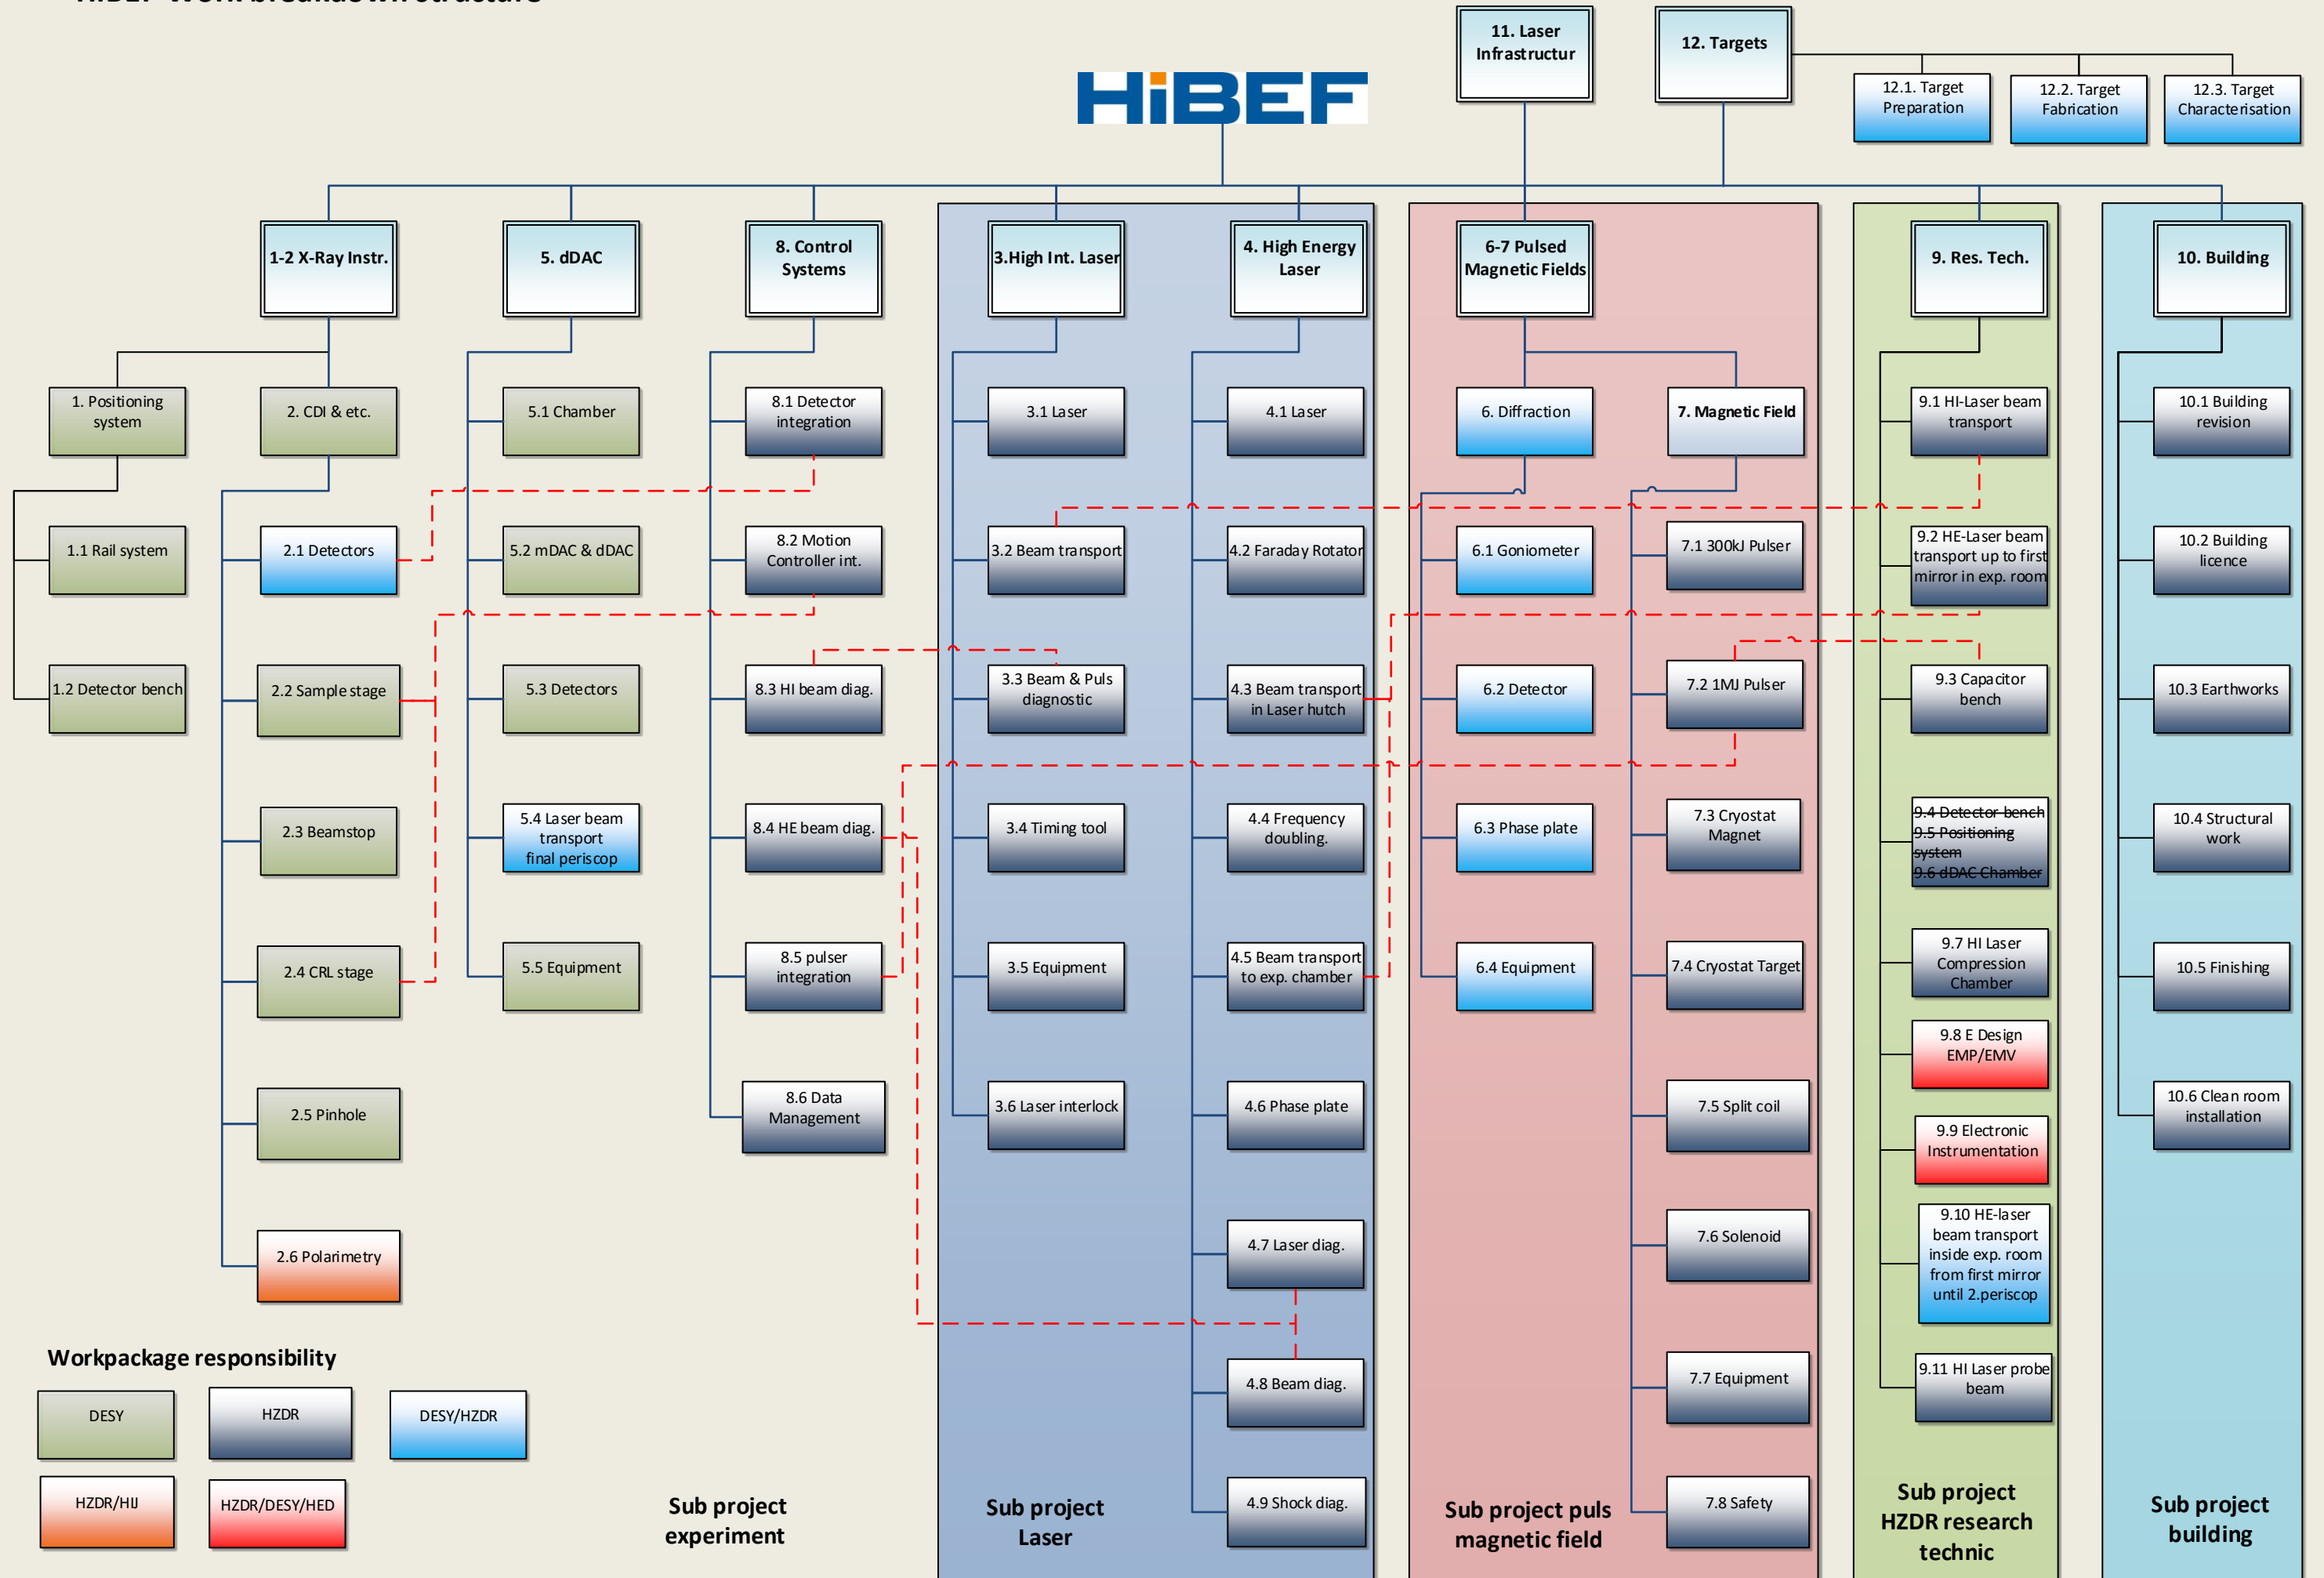 HiBEF Work breakdown structure
HiBEF
11. Laser
Infrastructur
12. Targets
12.1. Target
Preparation
12.2. Target
Fabrication
12.3. Target
Characterisation
1-2 X-Ray Instr.
5. dDAC
8. Control
Systems
3.High Int. Laser
4. High Energy
Laser
6-7 Pulsed
Magnetic Fields
9. Res. Tech.
10. Building
1. Positioning
system
1.1 Rail system
1.2 Detector bench
2. CDI & etc.
2.1 Detectors
2.2 Sample stage
2.3 Beamstop
2.4 CRL stage
2.5 Pinhole
2.6 Polarimetry
5.1 Chamber
5.2 mDAC & dDAC
5.3 Detectors
5.4 Laser beam
transport
final periscop
5.5 Equipment
8.1 Detector
integration
8.2 Motion
Controller int.
8.3 HI beam diag.
8.4 HE beam diag.
8.5 pulser
integration
8.6 Data
Management
3.1 Laser
3.2 Beam transport
3.3 Beam & Puls
diagnostic
3.4 Timing tool
3.5 Equipment
3.6 Laser interlock
4.1 Laser
4.2 Faraday Rotator
4.3 Beam transport
in Laser hutch
4.4 Frequency
doubling.
4.5 Beam transport
to exp. chamber
4.6 Phase plate
4.7 Laser diag.
4.8 Beam diag.
4.9 Shock diag.
6. Diffraction
6.1 Goniometer
6.2 Detector
6.3 Phase plate
6.4 Equipment
7. Magnetic Field
7.1 300kJ Pulser
7.2 1MJ Pulser
7.3 Cryostat
Magnet
7.4 Cryostat Target
7.5 Split coil
7.6 Solenoid
7.7 Equipment
7.8 Safety
9.1 HI-Laser beam
transport
9.2 HE-Laser beam
transport up to first
mirror in exp. room
9.3 Capacitor
bench
9.4 Detector bench
9.5 Positioning
system
9.6 dDAC Chamber
9.7 HI Laser
Compression
Chamber
9.8 E Design
EMP/EMV
9.9 Electronic
Instrumentation
9.10 HE-laser
beam transport
inside exp. room
from first mirror
until 2.periscop
9.11 HI Laser probe
beam
10.1 Building
revision
10.2 Building
licence
10.3 Earthworks
10.4 Structural
work
10.5 Finishing
10.6 Clean room
installation
Workpackage responsibility
DESY
HZDR
DESY/HZDR
HZDR/HIJ
HZDR/DESY/HED
Sub project
experiment
Sub project
Laser
Sub project puls
magnetic field
Sub project
HZDR research
technic
Sub project
building